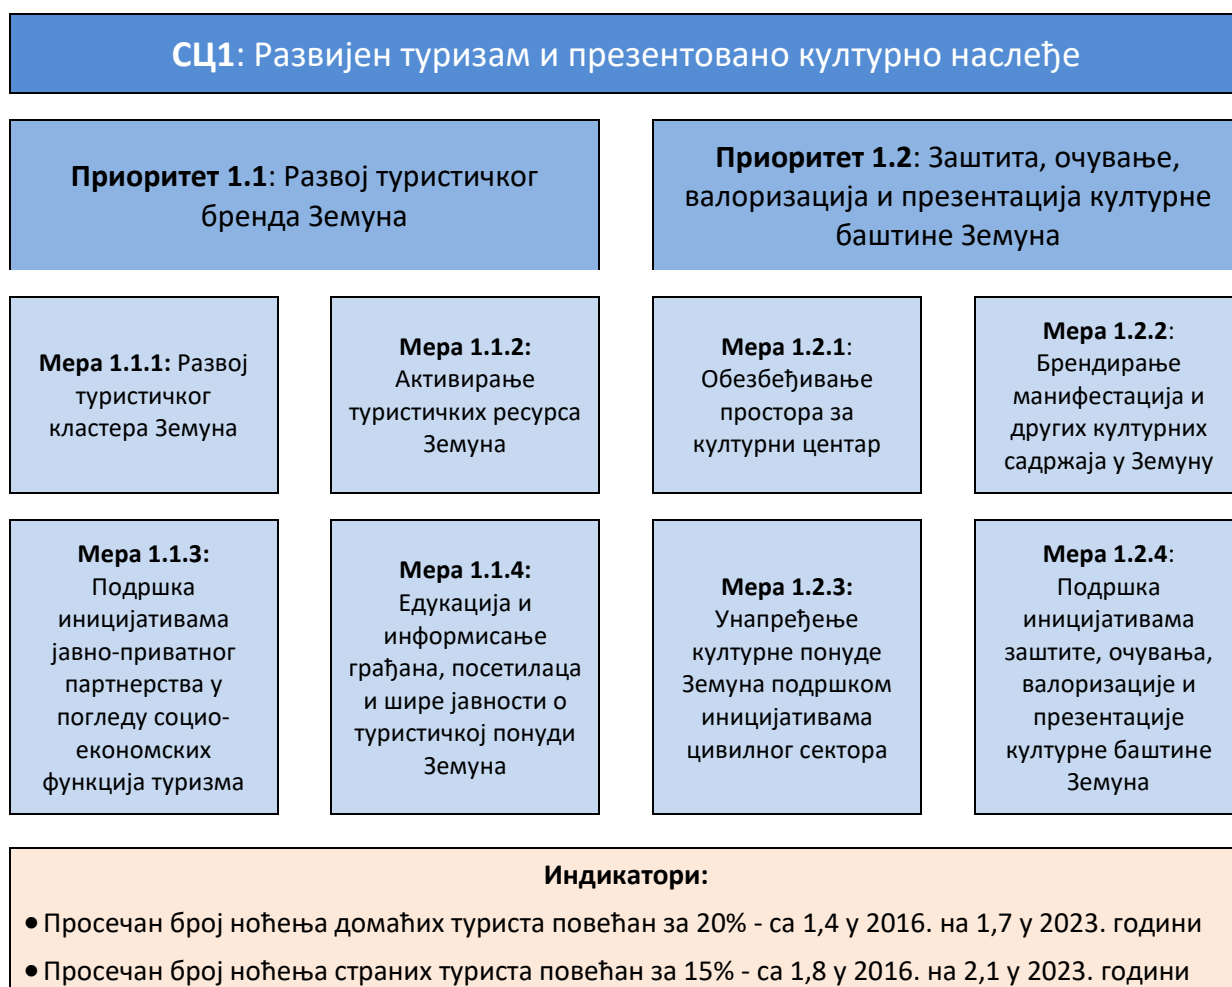 СЦ1: Развијен туризам и презентовано културно наслеђе
Приоритет 1.1: Развој туристичког
бренда Земуна
Приоритет 1.2: Заштита, очување,
валоризација и презентација културне
баштине Земуна
Мера 1.1.1: Развој
туристичког
кластера Земуна
Мера 1.1.2:
Активирање
туристичких ресурса
Земуна
Мера 1.2.1:
Обезбеђивање
простора за
културни центар
Мера 1.2.2:
Брендирање
манифестација и
других културних
садржаја у Земуну
Мера 1.1.3:
Подршка
иницијативама
јавно-приватног
партнерства у
погледу социо-
економских
функција туризма
Мера 1.1.4:
Едукација и
информисање
грађана, посетилаца
и шире јавности о
туристичкој понуди
Земуна
Мера 1.2.3:
Унапређење
културне понуде
Земуна подршком
иницијативама
цивилног сектора
Мера 1.2.4:
Подршка
иницијативама
заштите, очувања,
валоризације и
презентације
културне баштине
Земуна
Индикатори:
• Просечан број ноћења домаћих туриста повећан за 20% - са 1,4 у 2016. на 1,7 у 2023. години
• Просечан број ноћења страних туриста повећан за 15% - са 1,8 у 2016. на 2,1 у 2023. години